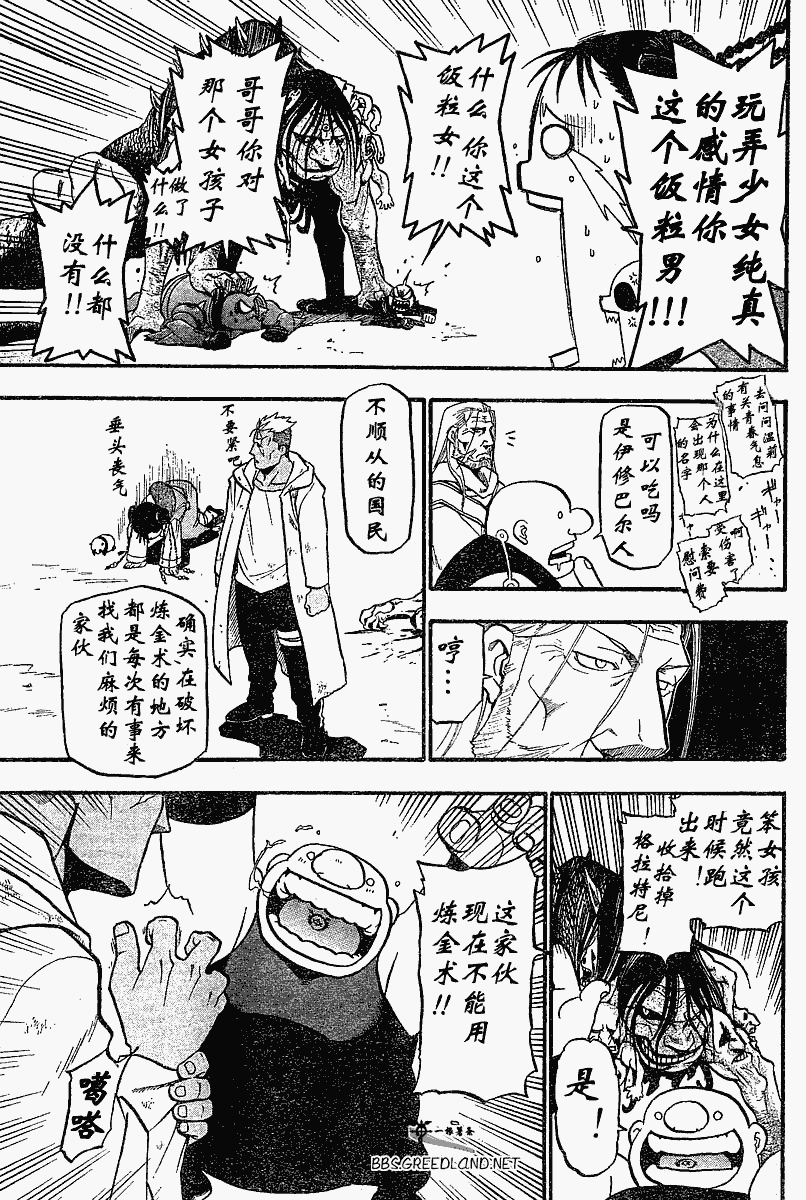 玩弄少女纯真
的感情你
这个饭粒男!!!
什么你这个
饭粒女!!
哥哥你对
那个女孩子
做了
什么!!
什么都
没有!!
去问问温莉
有关青春气息
的事情
为什么在这里
会出现那个人
的名字
ギャー
ギャー
啊
受伤害了
索要
慰问费
可以吃吗
是伊修巴尔人
不顺从的国民
不要紧吧
垂头丧气
确实,在破坏
炼金术的地方
都是每次有事来
找我们麻烦的
家伙
哼…
笨女孩
竟然这个
时候跑
出来!
收拾掉
格拉特尼!
是!
这家伙
现在不能用
炼金术!!
噶嗒
BBS.GREEDLAND.NET